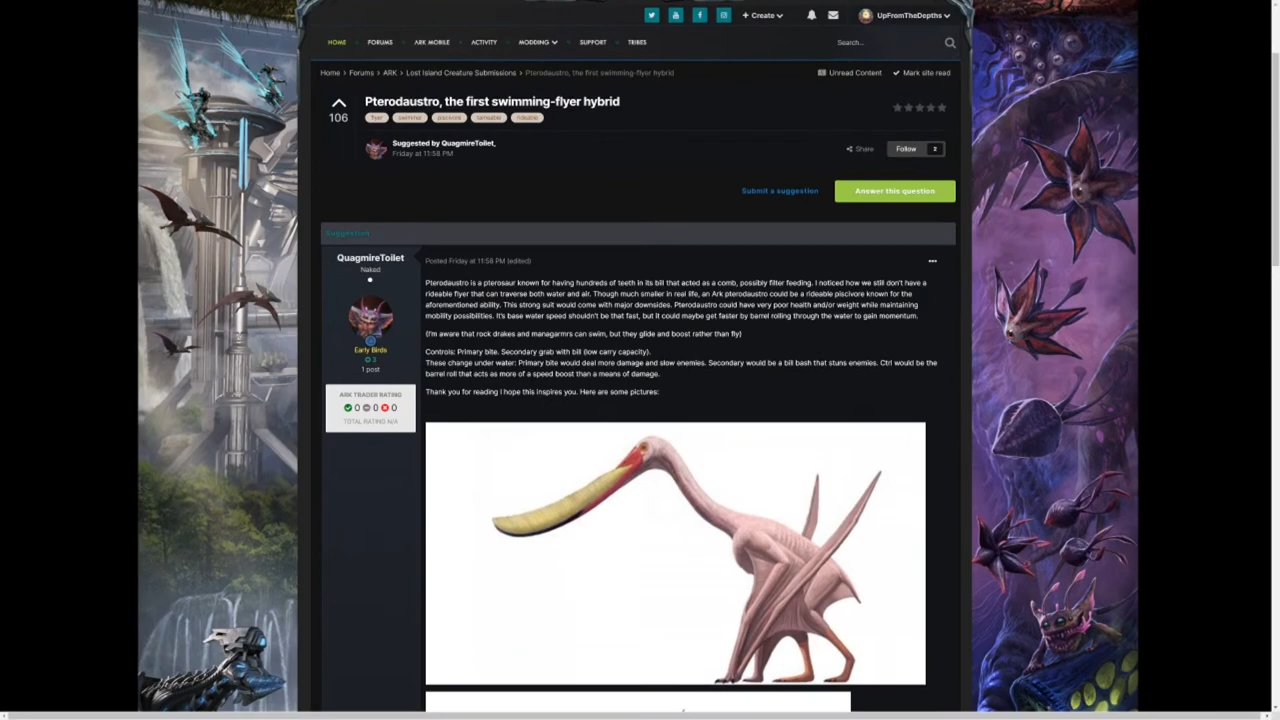 + Create
UpFromTheDepths
HOME
FORUMS
ARK MOBILE
ACTIVITY
MODDING
SUPPORT
TRIBES
Search...
Home > Forums > ARK > Lost Island Creature Submissions > Pterodaustro, the first swimming-flyer hybrid
Unread Content
Mark site read
106
Pterodaustro, the first swimming-flyer hybrid
flyer
swimmer
piscivore
tameable
rideable
Suggested by QuagmireToilet,
Friday at 11:58 PM
Share
Follow
2
Submit a suggestion
Answer this question
Suggestion
QuagmireToilet
Naked
Early Birds
3
1 post
ARK TRADER RATING
0 0 0
TOTAL RATING N/A
Posted Friday at 11:58 PM (edited)
Pterodaustro is a pterosaur known for having hundreds of teeth in its bill that acted as a comb, possibly filter feeding. I noticed how we still don't have a
rideable flyer that can traverse both water and air. Though much smaller in real life, an Ark pterodaustro could be a rideable piscivore known for the
aforementioned ability. This strong suit would come with major downsides. Pterodaustro could have very poor health and/or weight while maintaining
mobility possibilities. It's base water speed shouldn't be that fast, but it could maybe get faster by barrel rolling through the water to gain momentum.
(I'm aware that rock drakes and managarmrs can swim, but they glide and boost rather than fly)
Controls: Primary bite. Secondary grab with bill (low carry capacity).
These change under water: Primary bite would deal more damage and slow enemies. Secondary would be a bill bash that stuns enemies. Ctrl would be the
barrel roll that acts as more of a speed boost than a means of damage.
Thank you for reading I hope this inspires you. Here are some pictures: